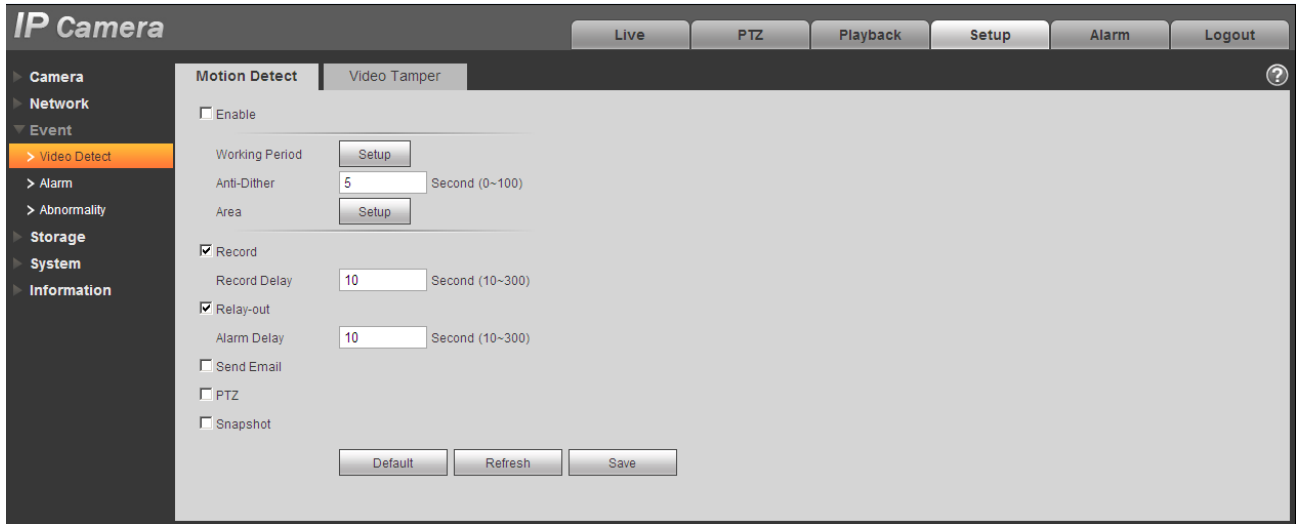 IP Camera
Live PTZ Playback Setup Alarm Logout
Camera
Network
Event
> Video Detect
> Alarm
> Abnormality
Storage
System
Information
Motion Detect Video Tamper
?
Enable
Working Period Setup
Anti-Dither 5 Second (0~100)
Area Setup
Record
Record Delay 10 Second (10~300)
Relay-out
Alarm Delay 10 Second (10~300)
Send Email
PTZ
Snapshot
Default Refresh Save